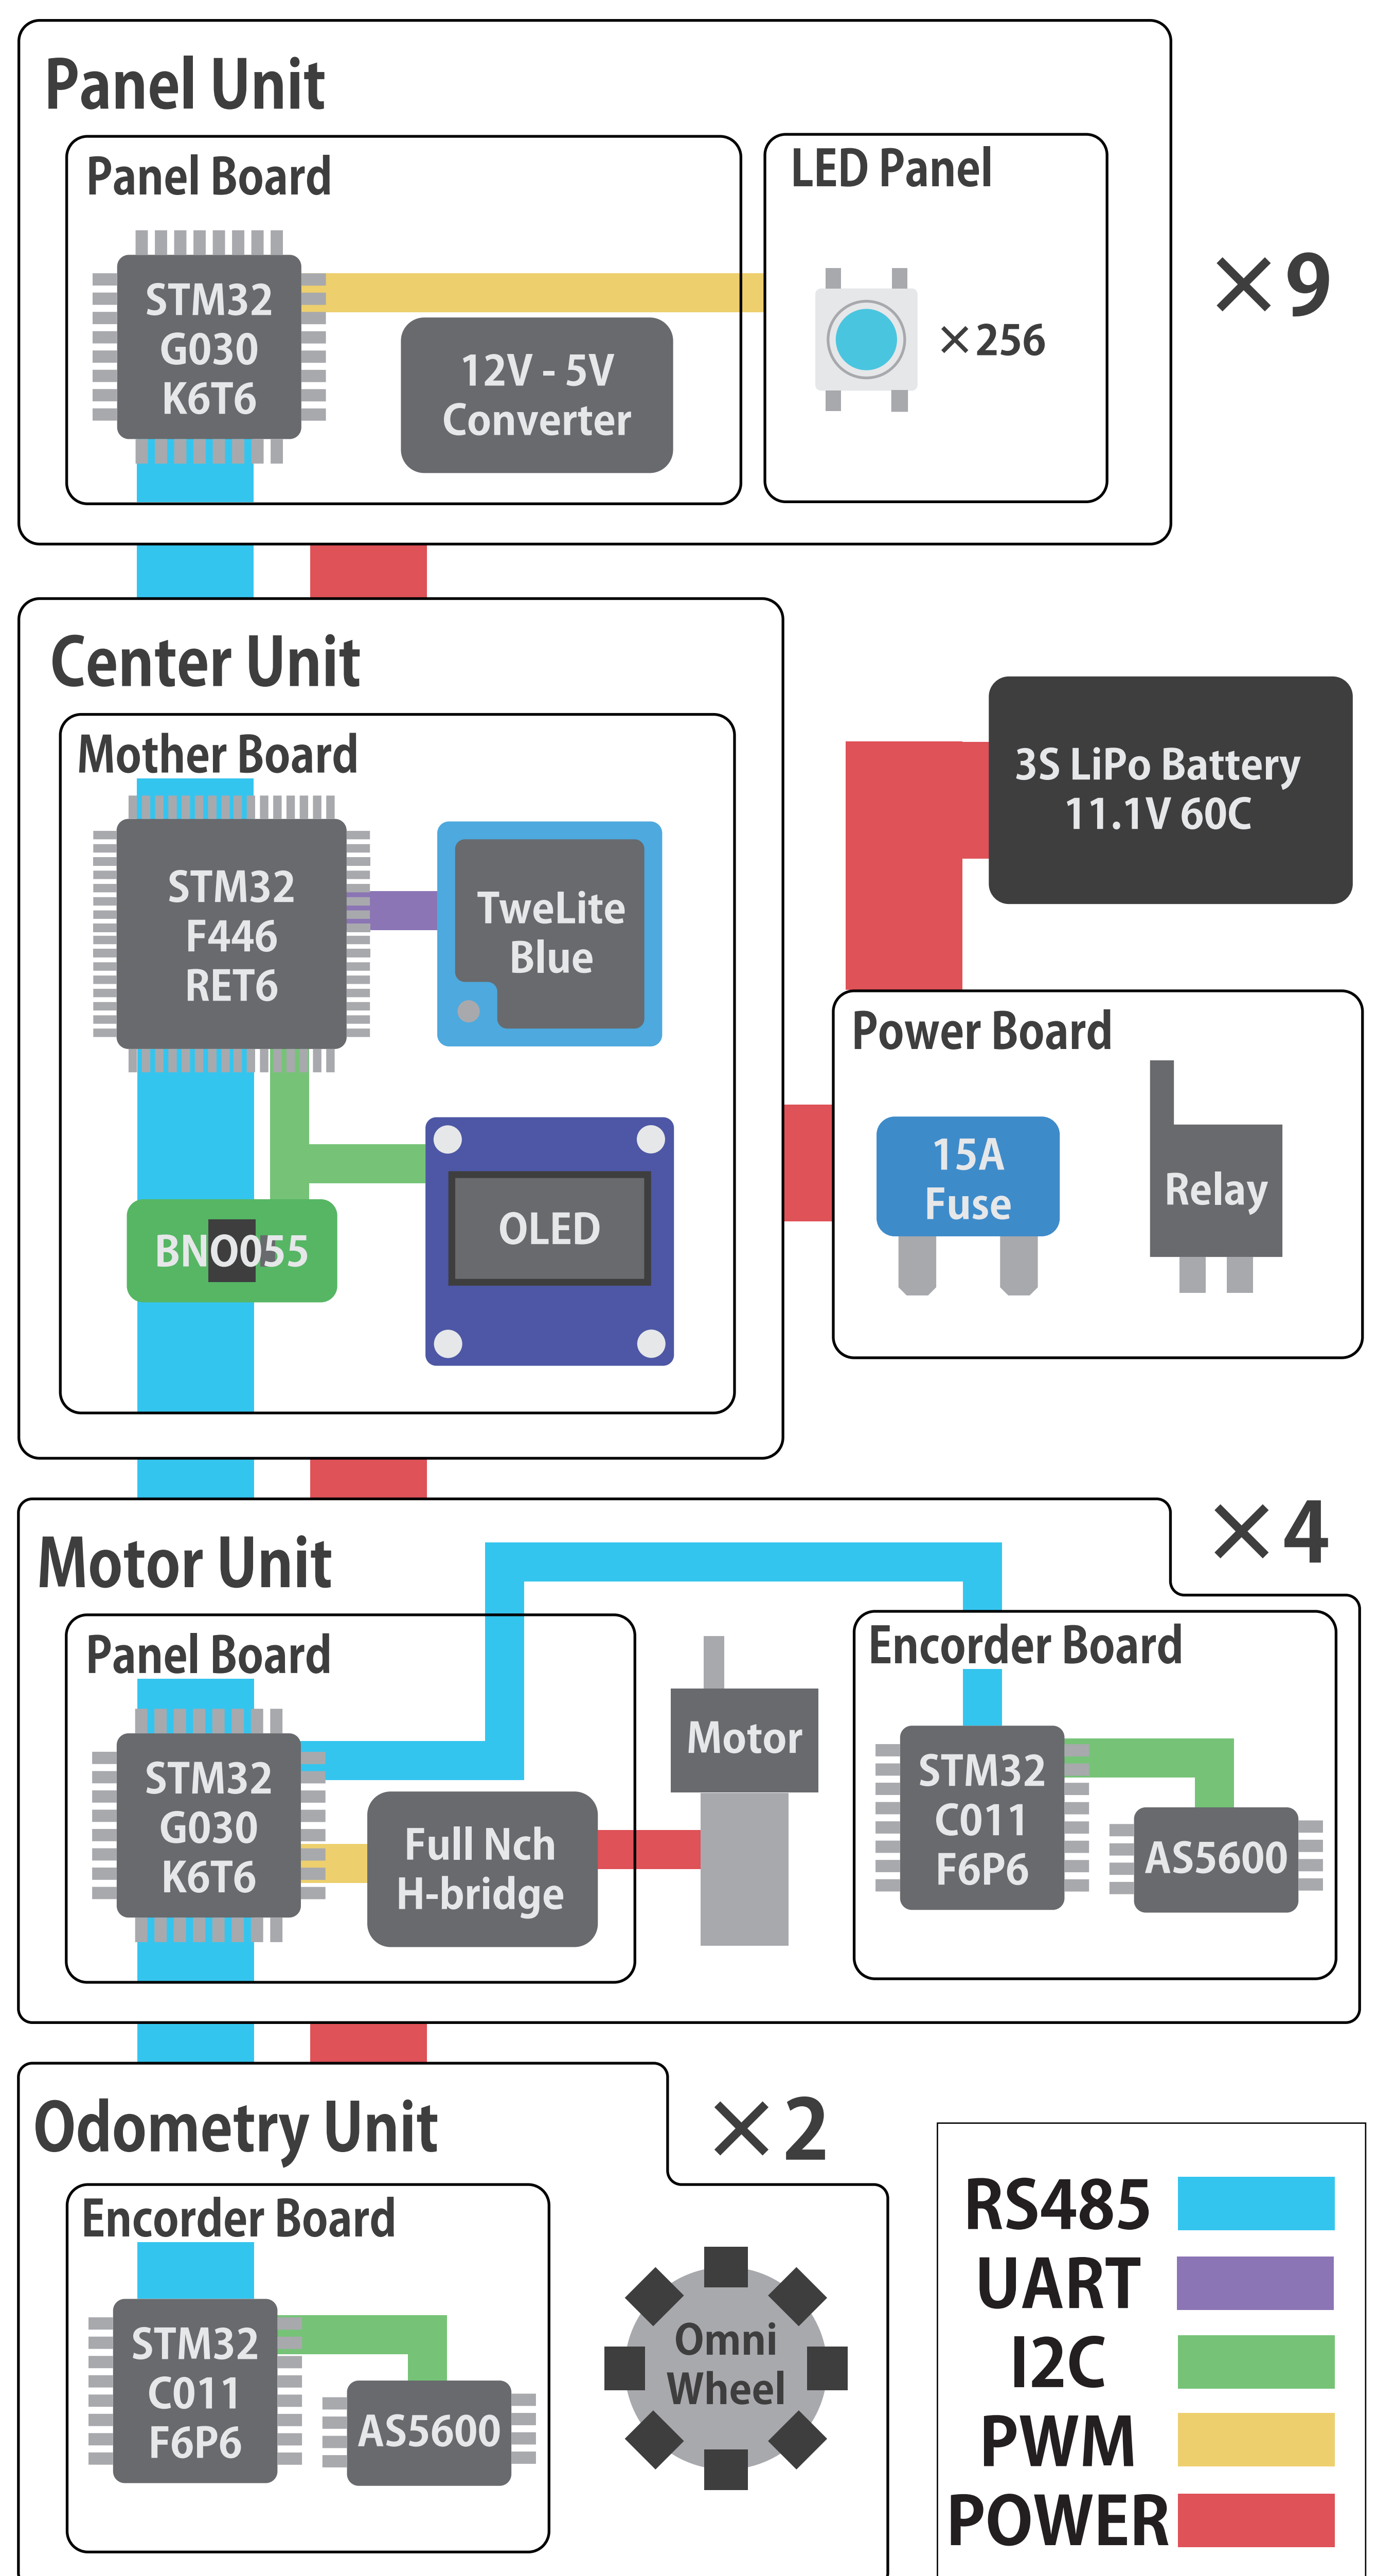 Panel Unit
Panel Board
STM32
G030
K6T6
12V - 5V
Converter
LED Panel
×256
×9
Center Unit
Mother Board
STM32
F446
RET6
TweLite
Blue
BNO055
OLED
3S LiPo Battery
11.1V 60C
Power Board
15A
Fuse
Relay
Motor Unit
×4
Panel Board
STM32
G030
K6T6
Full Nch
H-bridge
Motor
Encorder Board
STM32
C011
F6P6
AS5600
Odometry Unit
×2
Encorder Board
STM32
C011
F6P6
AS5600
Omni
Wheel
RS485
UART
I2C
PWM
POWER